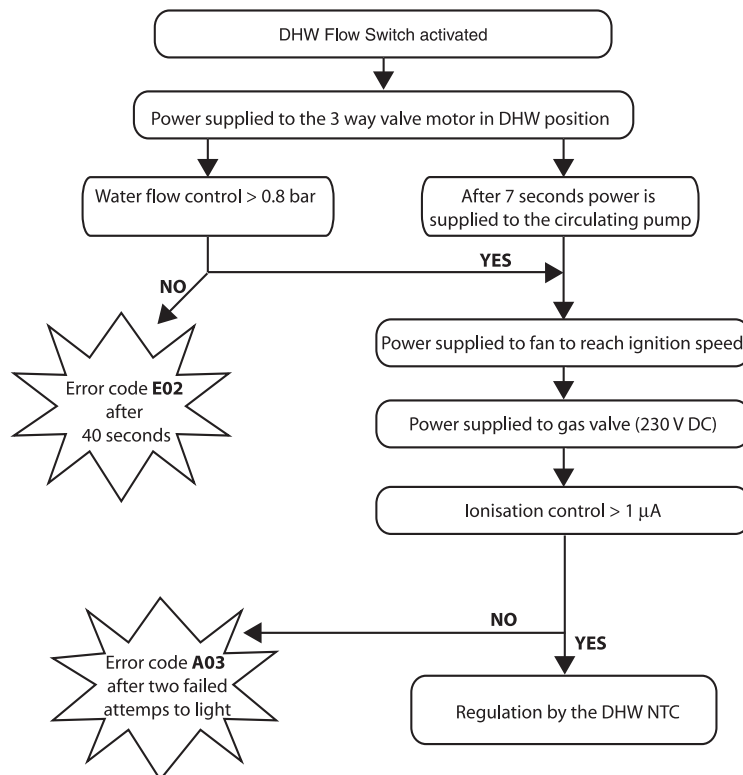 DHW Flow Switch activated
Power supplied to the 3 way valve motor in DHW position
Water flow control > 0.8 bar
After 7 seconds power is
supplied to the circulating pump
YES
NO
Power supplied to fan to reach ignition speed
Error code E02
after
40 seconds
Power supplied to gas valve (230 V DC)
Ionisation control > 1 µA
NO
YES
Error code A03
after two failed
attemps to light
Regulation by the DHW NTC